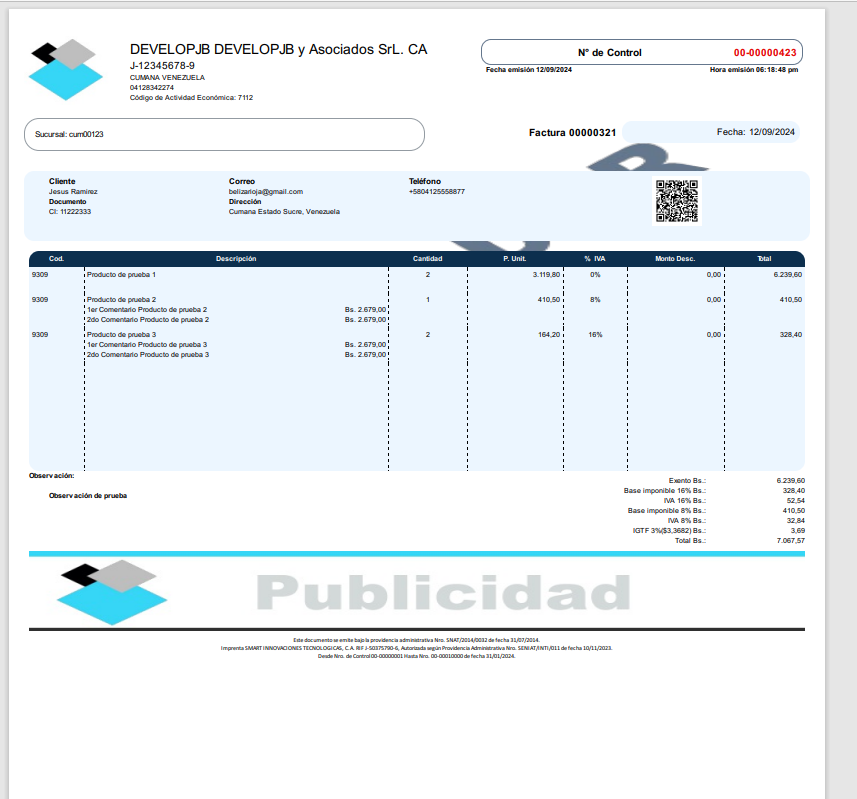 DEVELOPJB DEVELOPJB y Asociados SrL. CA
J-12345678-9
CUMANA VENEZUELA
04128342274
Código de Actividad Económica: 7112
N° de Control 00-00000423
Fecha emisión 12/09/2024 Hora emisión 06:18:48 pm
Sucursal: cum00123
Factura 00000321 Fecha: 12/09/2024
Cliente Correo Teléfono
Jesus Ramirez belizarioja@gmail.com +5804125558877
Documento Dirección
CI: 11222333 Cumana Estado Sucre, Venezuela
Cod. Descripción Cantidad P. Unit. % IVA Monto Desc. Total
9309 Producto de prueba 1 2 3.119,80 0% 0,00 6.239,60
9309 Producto de prueba 2 1 410,50 8% 0,00 410,50
1er Comentario Producto de prueba 2 Bs. 2.679,00
2do Comentario Producto de prueba 2 Bs. 2.679,00
9309 Producto de prueba 3 2 164,20 16% 0,00 328,40
1er Comentario Producto de prueba 3 Bs. 2.679,00
2do Comentario Producto de prueba 3 Bs. 2.679,00
Observación:
Observación de prueba
Exento Bs.: 6.239,60
Base imponible 16% Bs.: 328,40
IVA 16% Bs.: 52,54
Base imponible 8% Bs.: 410,50
IVA 8% Bs.: 32,84
IGTF 3%($3,3682) Bs.: 3,69
Total Bs.: 7.067,57
Publicidad
Este documento se emite bajo la providencia administrativa Nro. SNAT/2014/0032 de fecha 31/07/2014.
Imprenta SMART INNOVACIONES TECNOLOGICAS, C.A. RIF J-50375790-6, Autorizada según Providencia Administrativa Nro. SENIAT/INTI/011 de fecha 10/11/2023.
Desde Nro. de Control 00-00000001 Hasta Nro. 00-00010000 de fecha 31/01/2024.